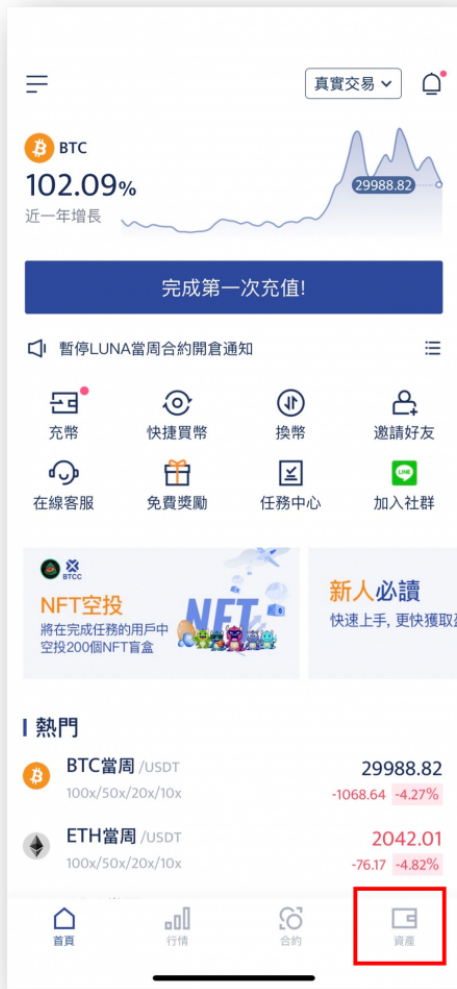 真實交易
BTC
102.09%
近一年增長
29988.82
完成第一次充值!
暫停LUNA當周合約開倉通知
充幣
快捷買幣
換幣
邀請好友
LINE
在線客服
免費獎勵
任務中心
加入社群
BTCC
NFT空投
將在完成任務的用戶中
空投200個NFT盲盒
NFT
新人必讀
快速上手, 更快獲取
熱門
BTC當周 /USDT
29988.82
100x/50x/20x/10x
-1068.64 -4.27%
ETH當周 /USDT
2042.01
100x/50x/20x/10x
-76.17 -4.82%
首頁
行情
合約
資產